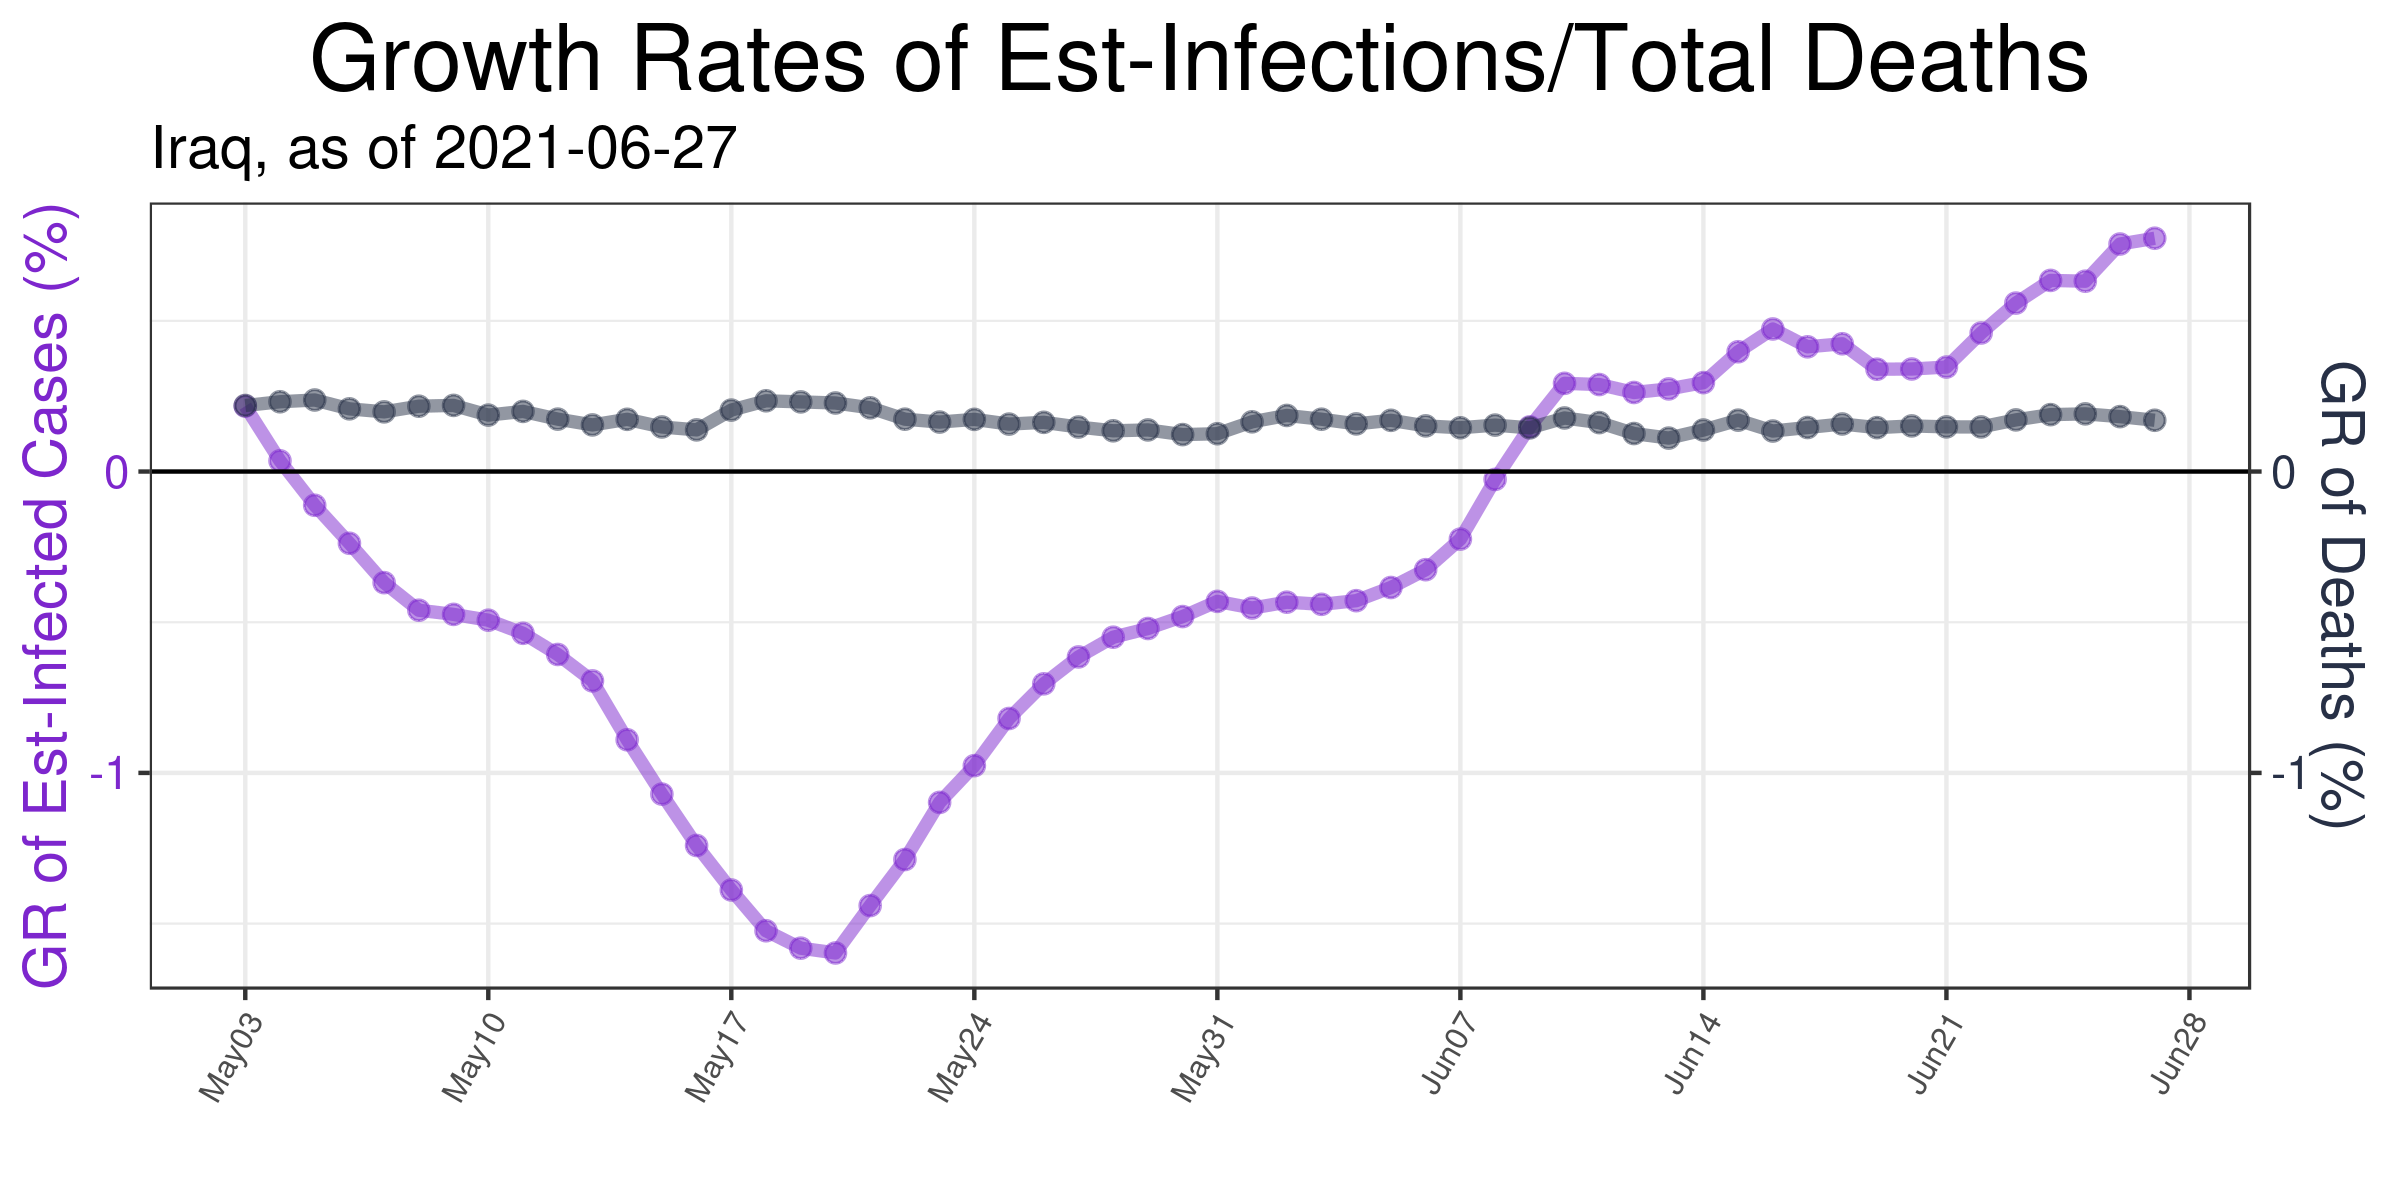 Growth Rates of Est-Infections/Total Deaths
Iraq, as of 2021-06-27
GR of Est-Infected Cases (%)
0
-1
0
-1
GR of Deaths (%)
May03
May10
May17
May24
May31
Jun07
Jun14
Jun21
Jun28